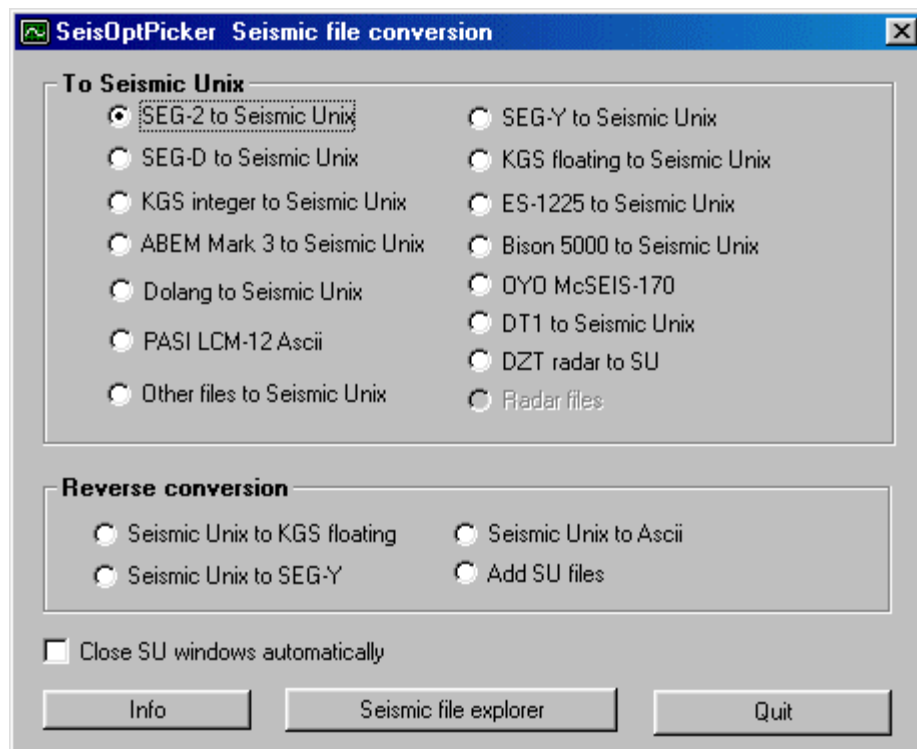 SeisOptPicker Seismic file conversion
To Seismic Unix
SEG-2 to Seismic Unix
SEG-Y to Seismic Unix
SEG-D to Seismic Unix
KGS floating to Seismic Unix
KGS integer to Seismic Unix
ES-1225 to Seismic Unix
ABEM Mark 3 to Seismic Unix
Bison 5000 to Seismic Unix
Dolang to Seismic Unix
OYO McSEIS-170
PASI LCM-12 Ascii
DT1 to Seismic Unix
DZT radar to SU
Other files to Seismic Unix
Radar files
Reverse conversion
Seismic Unix to KGS floating
Seismic Unix to Ascii
Seismic Unix to SEG-Y
Add SU files
Close SU windows automatically
Info
Seismic file explorer
Quit